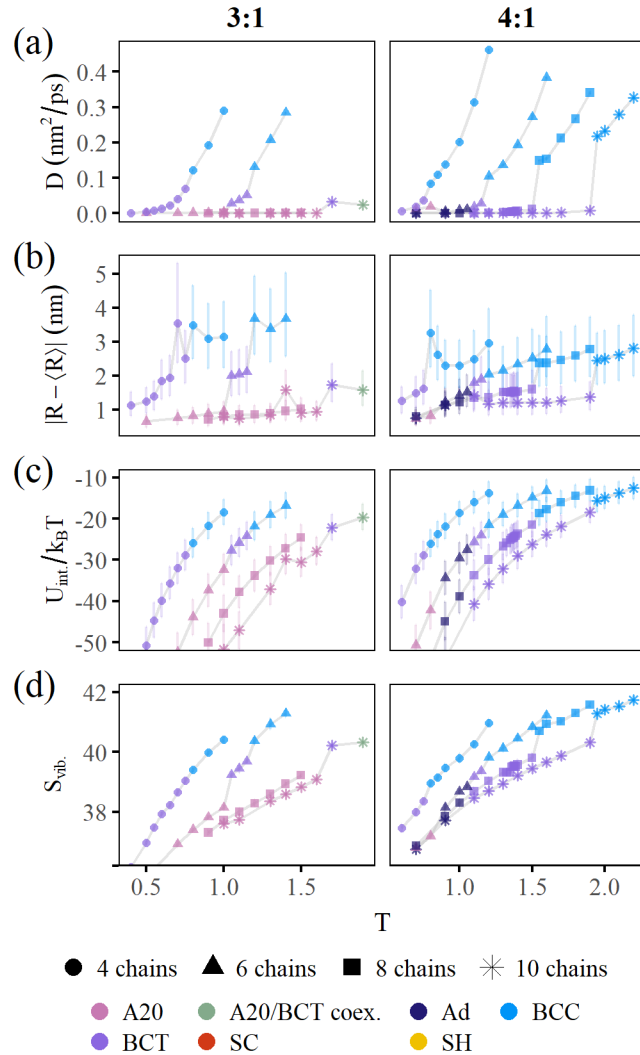 3:1 4:1
(a)
D (nm²/ps)
0.4
0.3
0.2
0.1
0.0
(b)
|R − ⟨R⟩| (nm)
5
4
3
2
1
(c)
U_int./k_BT
-10
-20
-30
-40
-50
(d)
S_vib.
42
40
38
0.5 1.0 1.5 1.0 1.5 2.0
T
4 chains 6 chains 8 chains 10 chains
A20 A20/BCT coex. Ad BCC
BCT SC SH